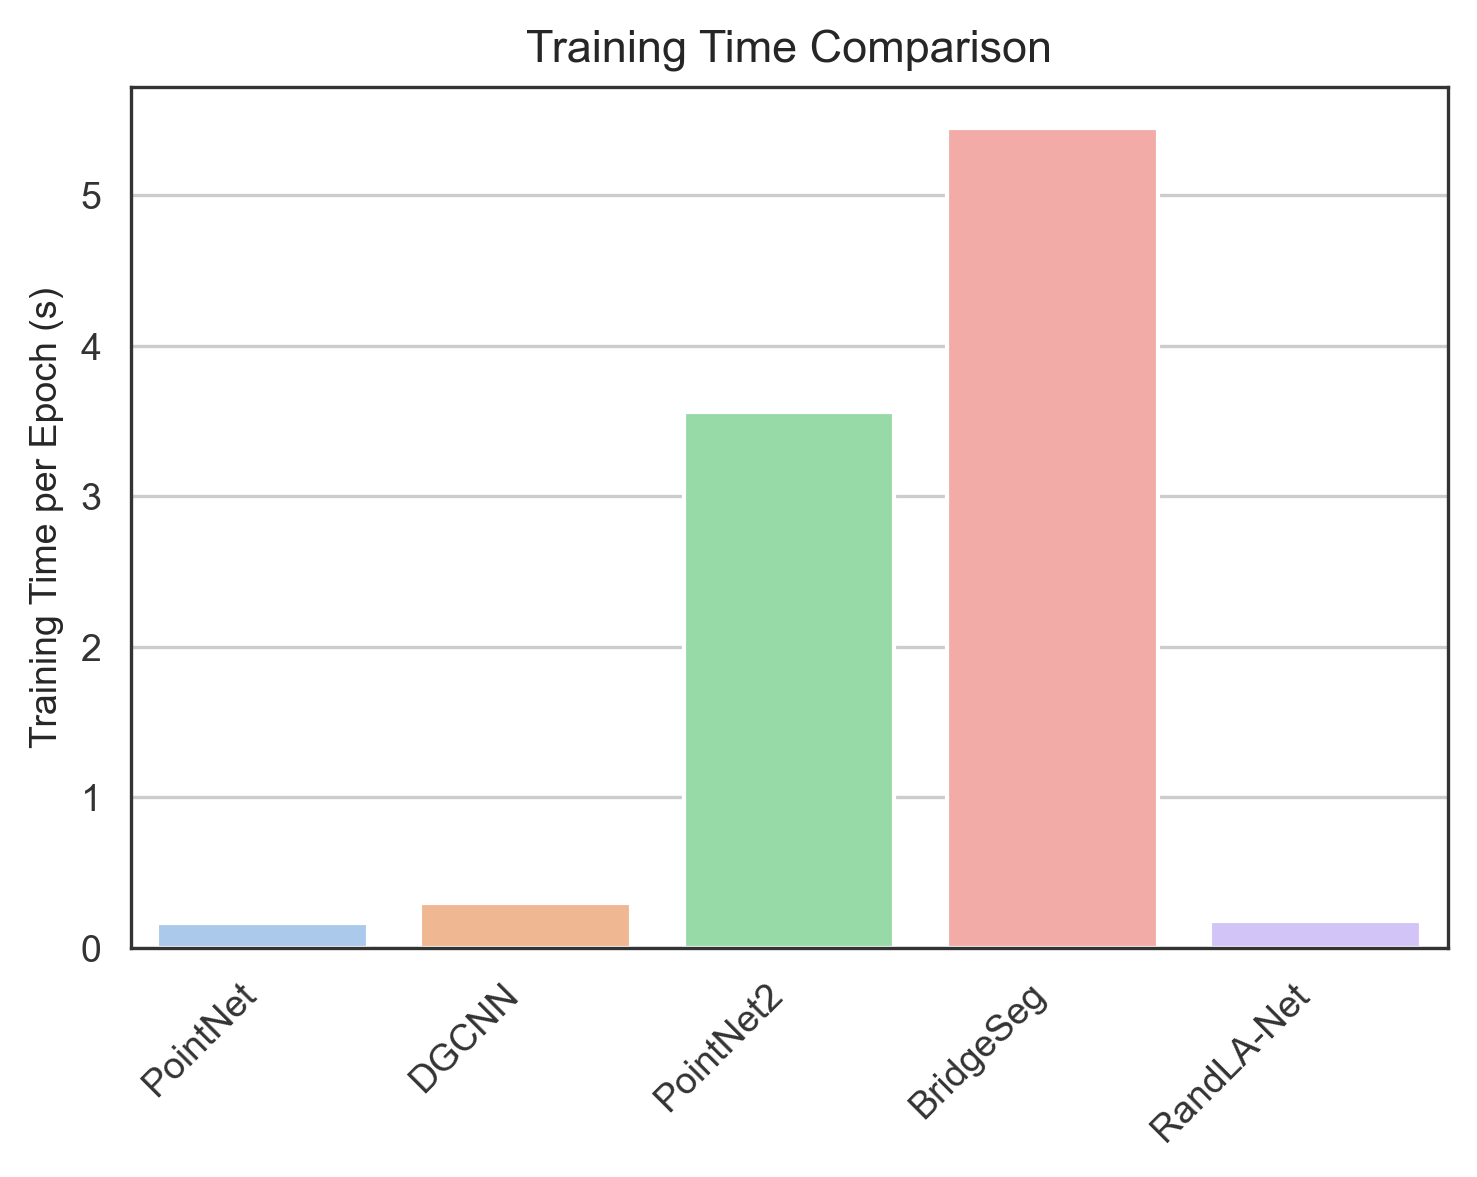 Training Time Comparison
Training Time per Epoch (s)
5
4
3
2
1
0
PointNet
DGCNN
PointNet2
BridgeSeg
RandLA-Net